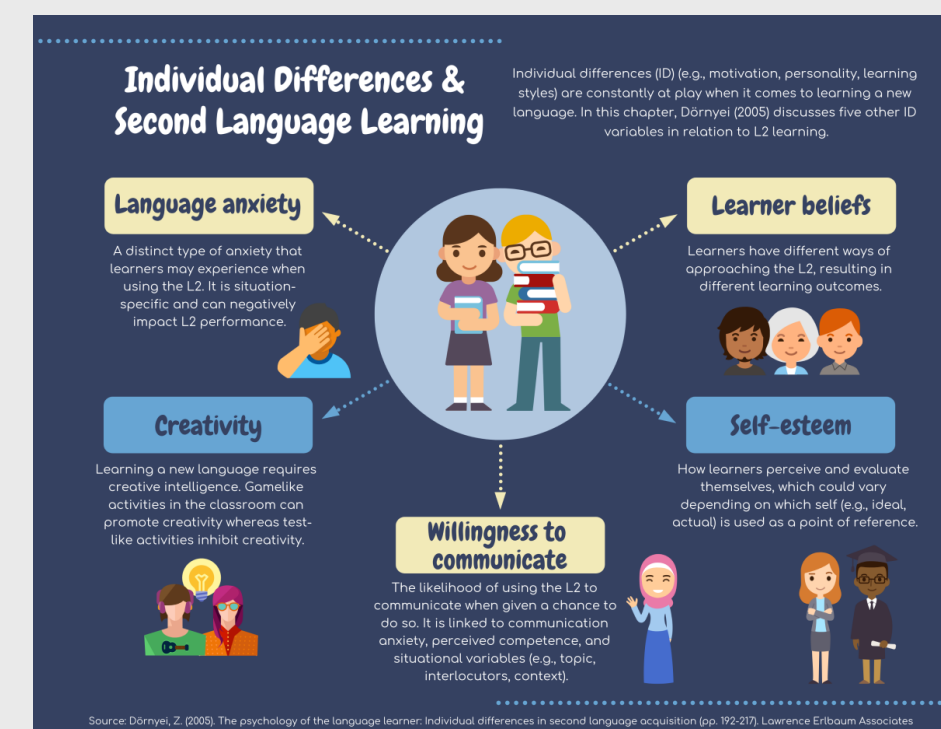 Individual Differences &
Second Language Learning
Individual differences (ID) (e.g., motivation, personality, learning
styles) are constantly at play when it comes to learning a new
language. In this chapter, Dörnyei (2005) discusses five other ID
variables in relation to L2 learning.
Language anxiety
A distinct type of anxiety that
learners may experience when
using the L2. It is situation-
specific and can negatively
impact L2 performance.
Learner beliefs
Learners have different ways of
approaching the L2, resulting in
different learning outcomes.
Creativity
Learning a new language requires
creative intelligence. Gamelike
activities in the classroom can
promote creativity whereas test-
like activities inhibit creativity.
Self-esteem
How learners perceive and evaluate
themselves, which could vary
depending on which self (e.g., ideal,
actual) is used as a point of reference.
Willingness to
communicate
The likelihood of using the L2 to
communicate when given a chance to
do so. It is linked to communication
anxiety, perceived competence, and
situational variables (e.g., topic,
interlocutors, context).
Source: Dörnyei, Z. (2005). The psychology of the language learner: Individual differences in second language acquisition (pp. 192-217). Lawrence Erlbaum Associates